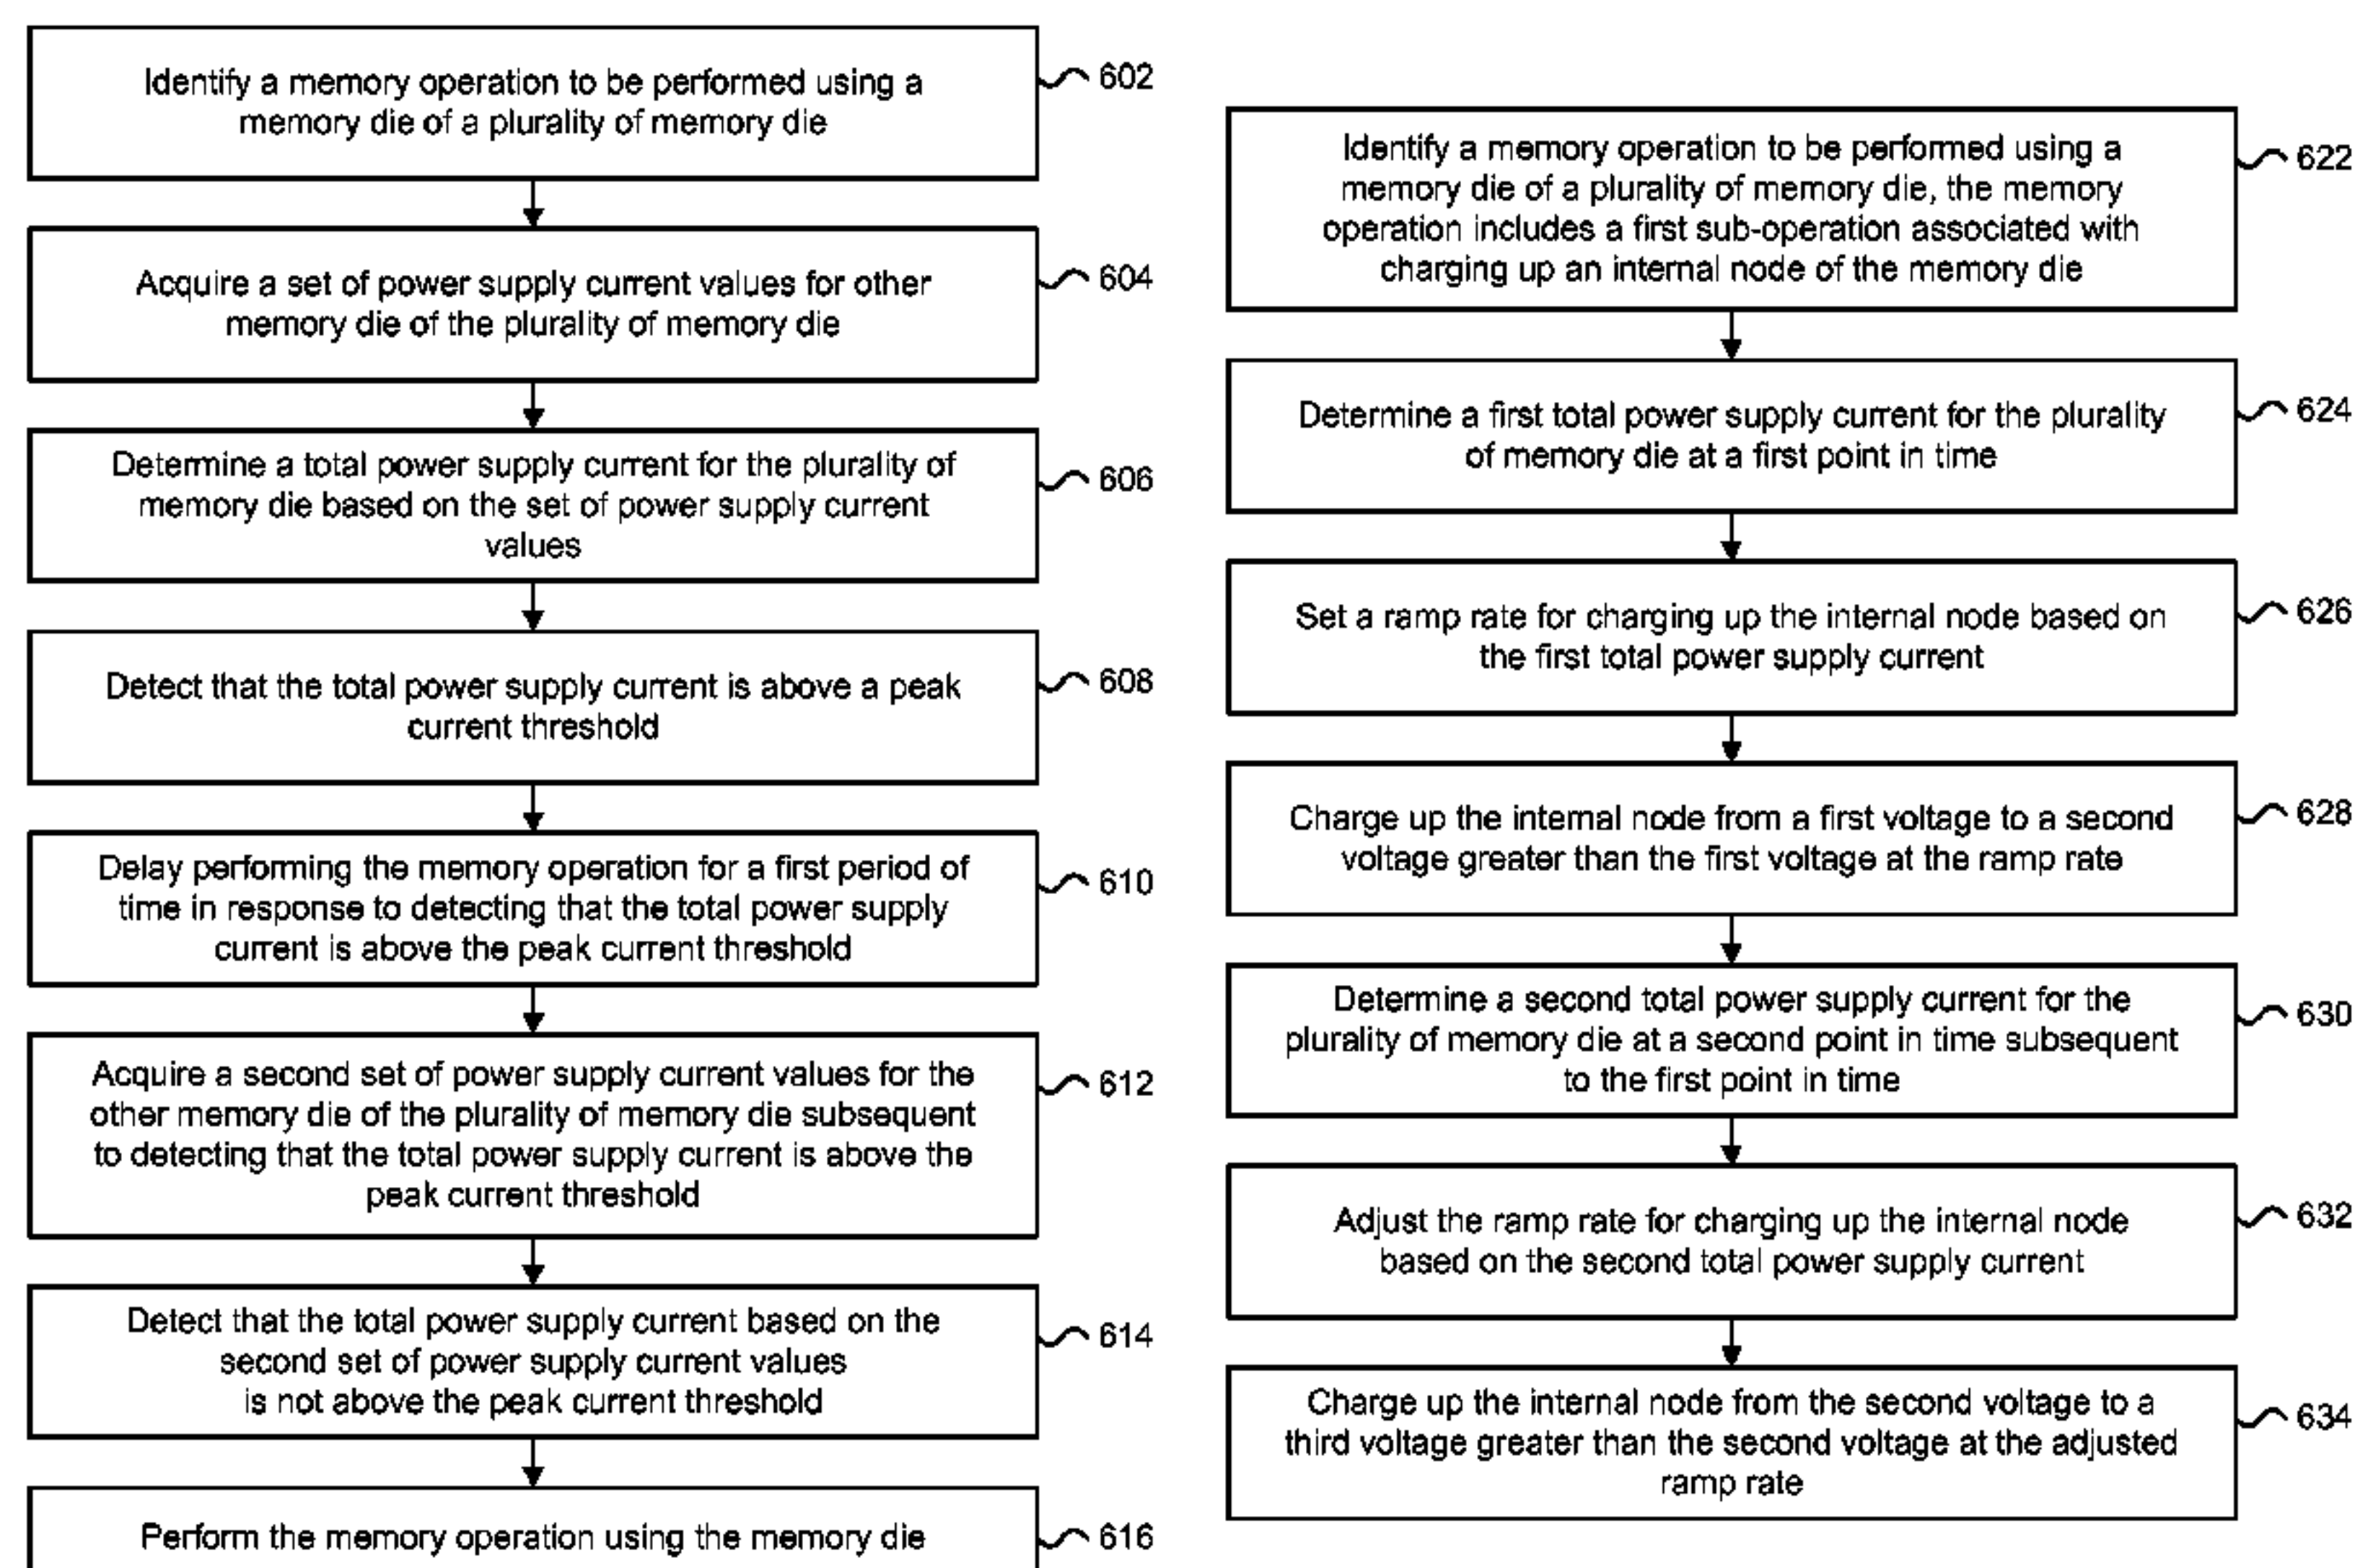 Identify a memory operation to be performed using a
memory die of a plurality of memory die
602
Acquire a set of power supply current values for other
memory die of the plurality of memory die
604
Determine a total power supply current for the plurality of
memory die based on the set of power supply current
values
606
Detect that the total power supply current is above a peak
current threshold
608
Delay performing the memory operation for a first period of
time in response to detecting that the total power supply
current is above the peak current threshold
610
Acquire a second set of power supply current values for the
other memory die of the plurality of memory die subsequent
to detecting that the total power supply current is above the
peak current threshold
612
Detect that the total power supply current based on the
second set of power supply current values
is not above the peak current threshold
614
Perform the memory operation using the memory die
616
Identify a memory operation to be performed using a
memory die of a plurality of memory die, the memory
operation includes a first sub-operation associated with
charging up an internal node of the memory die
622
Determine a first total power supply current for the plurality
of memory die at a first point in time
624
Set a ramp rate for charging up the internal node based on
the first total power supply current
626
Charge up the internal node from a first voltage to a second
voltage greater than the first voltage at the ramp rate
628
Determine a second total power supply current for the
plurality of memory die at a second point in time subsequent
to the first point in time
630
Adjust the ramp rate for charging up the internal node
based on the second total power supply current
632
Charge up the internal node from the second voltage to a
third voltage greater than the second voltage at the adjusted
ramp rate
634